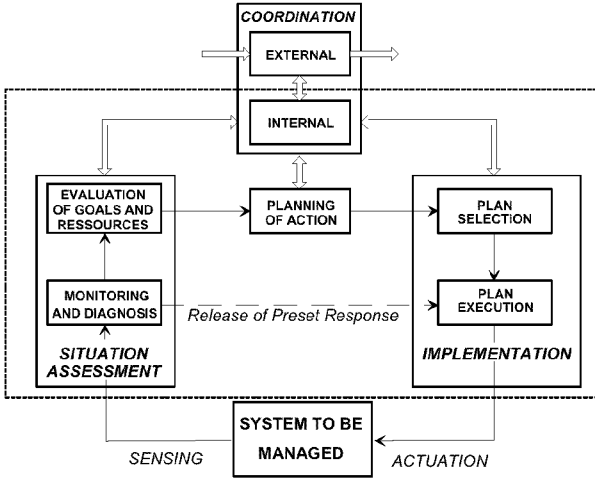 COORDINATION
EXTERNAL
INTERNAL
EVALUATION
OF GOALS AND
RESSOURCES
PLANNING
OF ACTION
PLAN
SELECTION
MONITORING
AND DIAGNOSIS
Release of Preset Response
PLAN
EXECUTION
SITUATION
ASSESSMENT
IMPLEMENTATION
SYSTEM TO BE
MANAGED
SENSING
ACTUATION